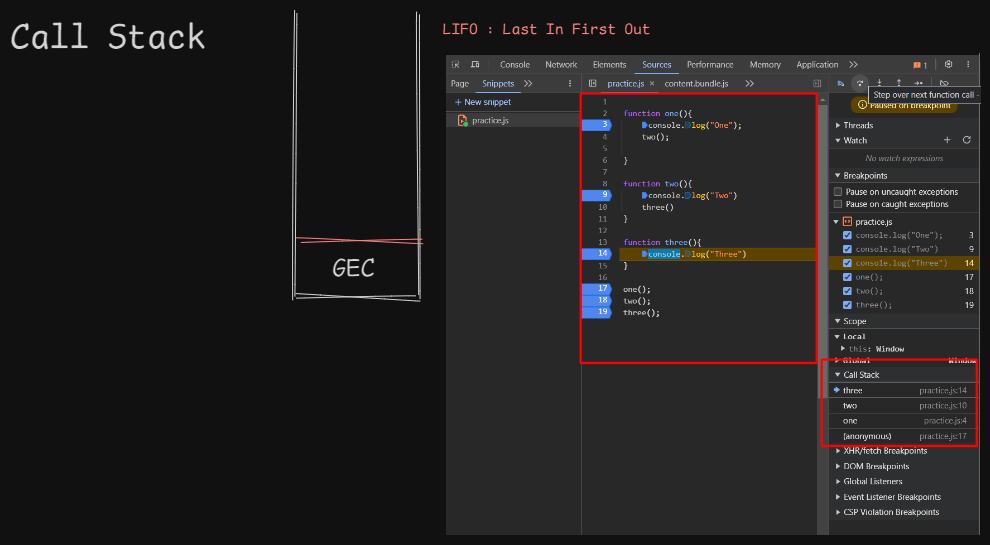 Call Stack
LIFO : Last In First Out
GEC
Console Network Elements Sources Performance Memory Application 1
Page Snippets
practice.js × content.bundle.js
+ New snippet
practice.js
1
2 function one(){
3 console.log("One");
4 two();
5
6 }
7
8 function two(){
9 console.log("Two")
10 three()
11 }
12
13 function three(){
14 console.log("Three")
15 }
16
17 one();
18 two();
19 three();
Step over next function call -
Paused on breakpoint
Threads
Watch
No watch expressions
Breakpoints
Pause on uncaught exceptions
Pause on caught exceptions
practice.js
console.log("One"); 3
console.log("Two") 9
console.log("Three") 14
one(); 17
two(); 18
three(); 19
Scope
Local
this: Window
Global Window
Call Stack
three practice.js:14
two practice.js:10
one practice.js:4
(anonymous) practice.js:17
XHR/fetch Breakpoints
DOM Breakpoints
Global Listeners
Event Listener Breakpoints
CSP Violation Breakpoints